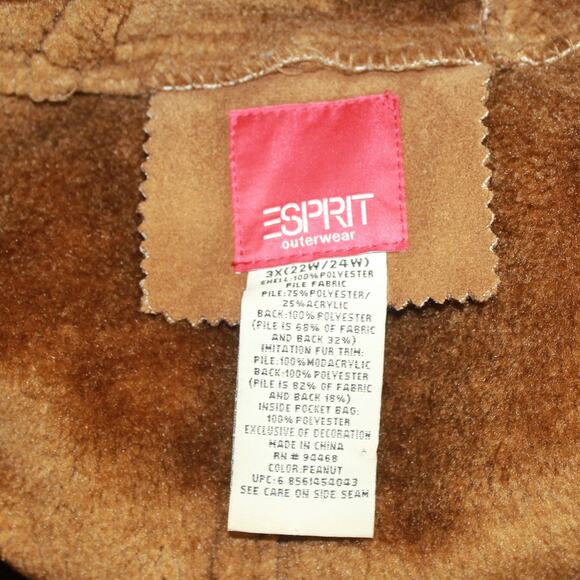 ESPRIT
outerwear
3X(22W/24W)
SHELL:100%POLYESTER
PILE FABRIC
PILE:75%POLYESTER/
25%ACRYLIC
BACK:100% POLYESTER
(PILE IS 68% OF FABRIC
AND BACK 32%)
IMITATION FUR TRIM:
PILE:100%MODACRYLIC
BACK:100% POLYESTER
(PILE IS 82% OF FABRIC
AND BACK 18%)
INSIDE POCKET BAG:
100% POLYESTER
EXCLUSIVE OF DECORATION
MADE IN CHINA
RN # 94468
COLOR:PEANUT
UPC: 6 8561454043
SEE CARE ON SIDE SEAM